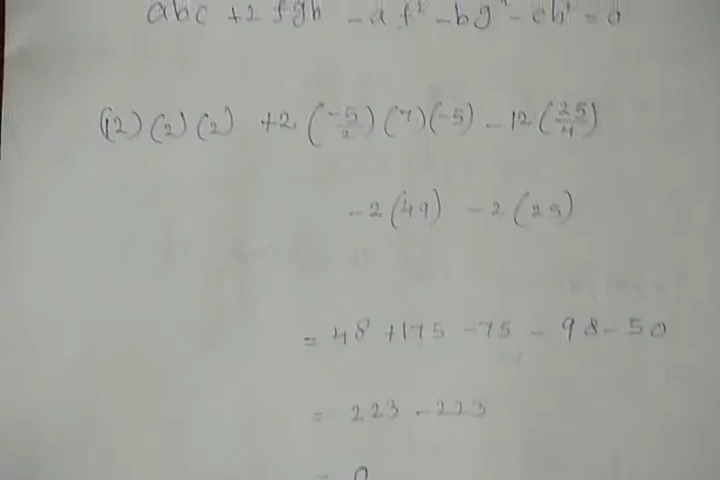 abc + 2fgh - af² - bg² - ch² = 0
(12)(2)(2) + 2(-5/2)(7)(-5) - 12(25/4)
- 2(49) - 2(25)
= 48 + 175 - 75 - 98 - 50
= 223 - 223
= 0